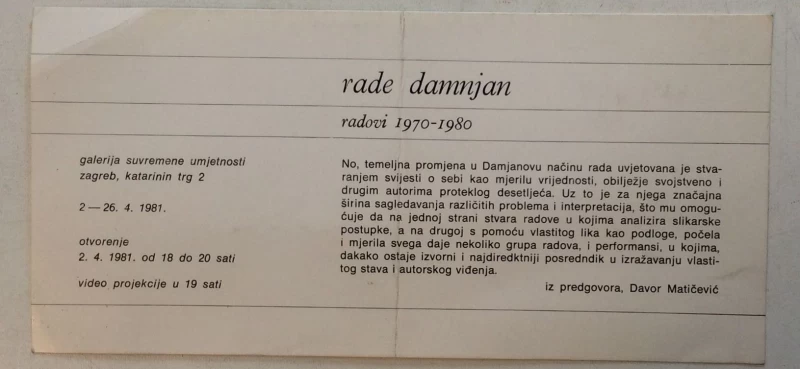 rade damnjan
radovi 1970-1980
galerija suvremene umjetnosti
zagreb, katarinin trg 2
2 — 26. 4. 1981.
otvorenje
2. 4. 1981. od 18 do 20 sati
video projekcije u 19 sati
No, temeljna promjena u Damjanovu načinu rada uvjetovana je stva-
ranjem svijesti o sebi kao mjerilu vrijednosti, obilježje svojstveno i
drugim autorima proteklog desetljeća. Uz to je za njega značajna
širina sagledavanja različitih problema i interpretacija, što mu omogu-
ćuje da na jednoj strani stvara radove u kojima analizira slikarske
postupke, a na drugoj s pomoću vlastitog lika kao podloge, počela
i mjerila svega daje nekoliko grupa radova, i performansi, u kojima,
dakako ostaje izvorni i najdiredktniji posredndik u izražavanju vlasti-
tog stava i autorskog viđenja.
iz predgovora, Davor Matičević